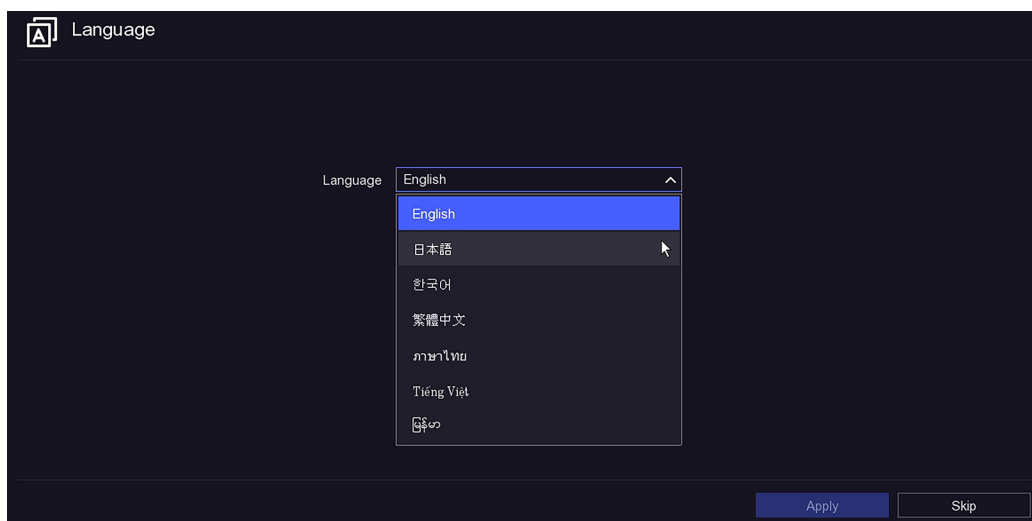 Language
Language English
English
日本語
한국어
繁體中文
ภาษาไทย
Tiếng Việt
မြန်မာ
Apply Skip